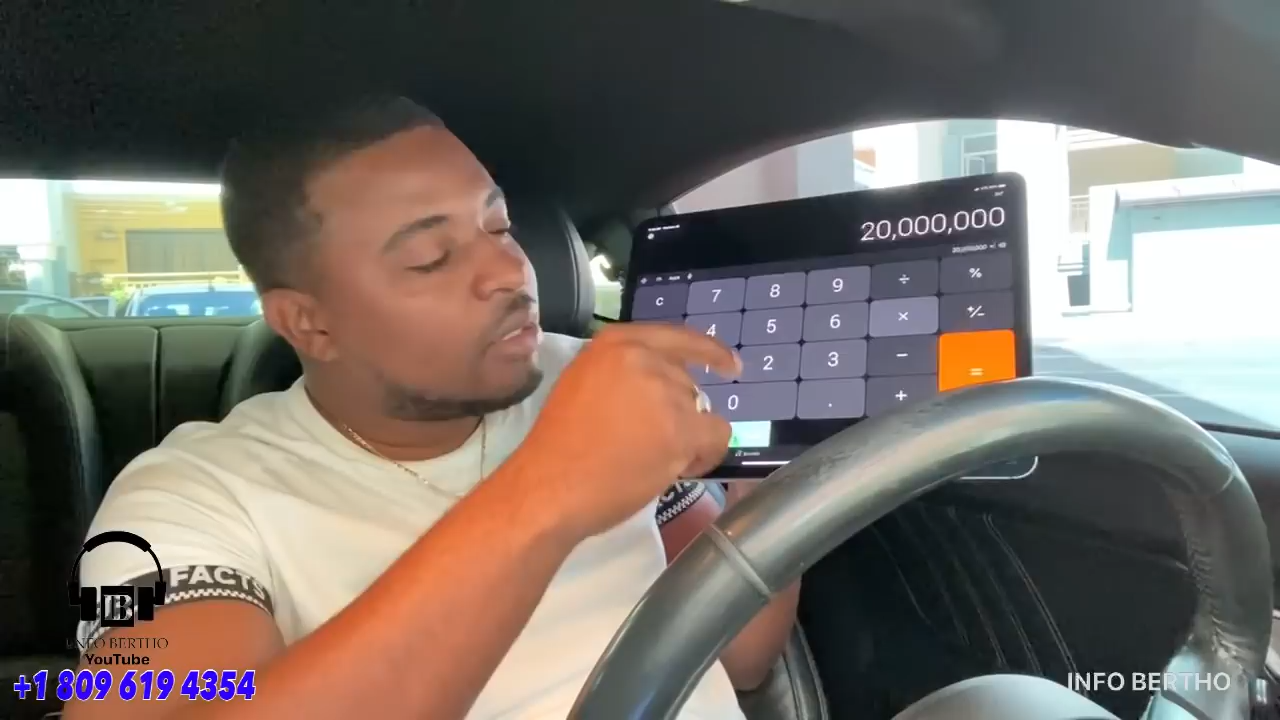 20,000,000
C 7 8 9 ÷ %
4 5 6 × +/-
2 3 − =
0 . +
FACTS
JB
INFO BERTHO
YouTube
+1 809 619 4354
INFO BERTHO